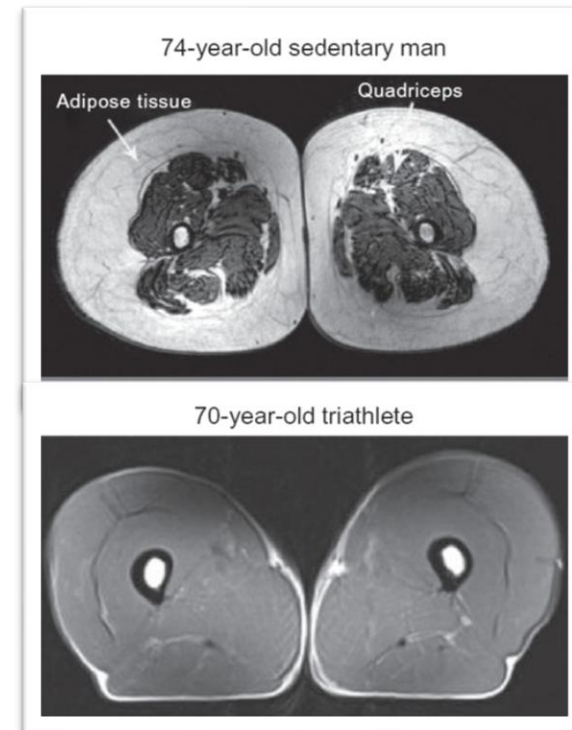 74-year-old sedentary man
Adipose tissue
Quadriceps
70-year-old triathlete